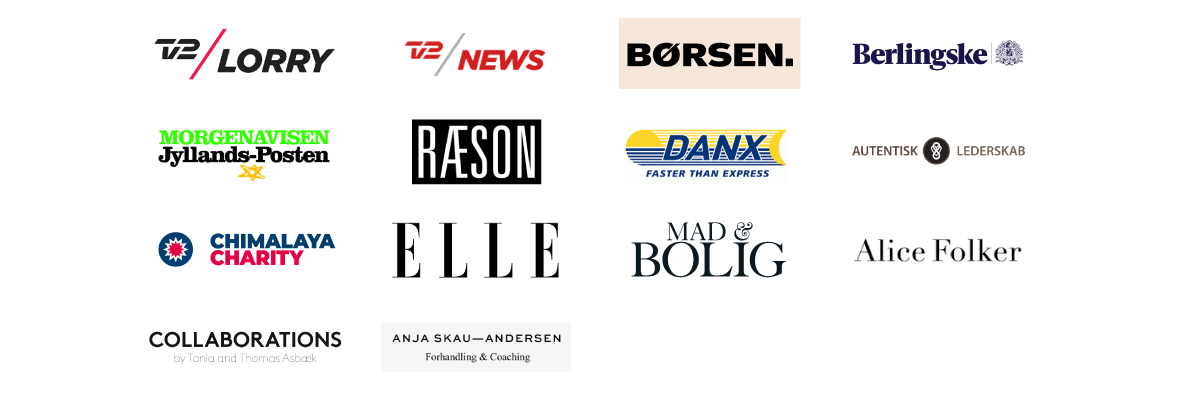 TV2/LORRY
TV2/NEWS
BØRSEN.
Berlingske
MORGENAVISEN
Jyllands-Posten
RÆSON
DANX
FASTER THAN EXPRESS
AUTENTISK LEDERSKAB
CHIMALAYA
CHARITY
ELLE
MAD &
BOLIG
Alice Folker
COLLABORATIONS
by Tania and Thomas Asbæk
ANJA SKAU—ANDERSEN
Forhandling & Coaching